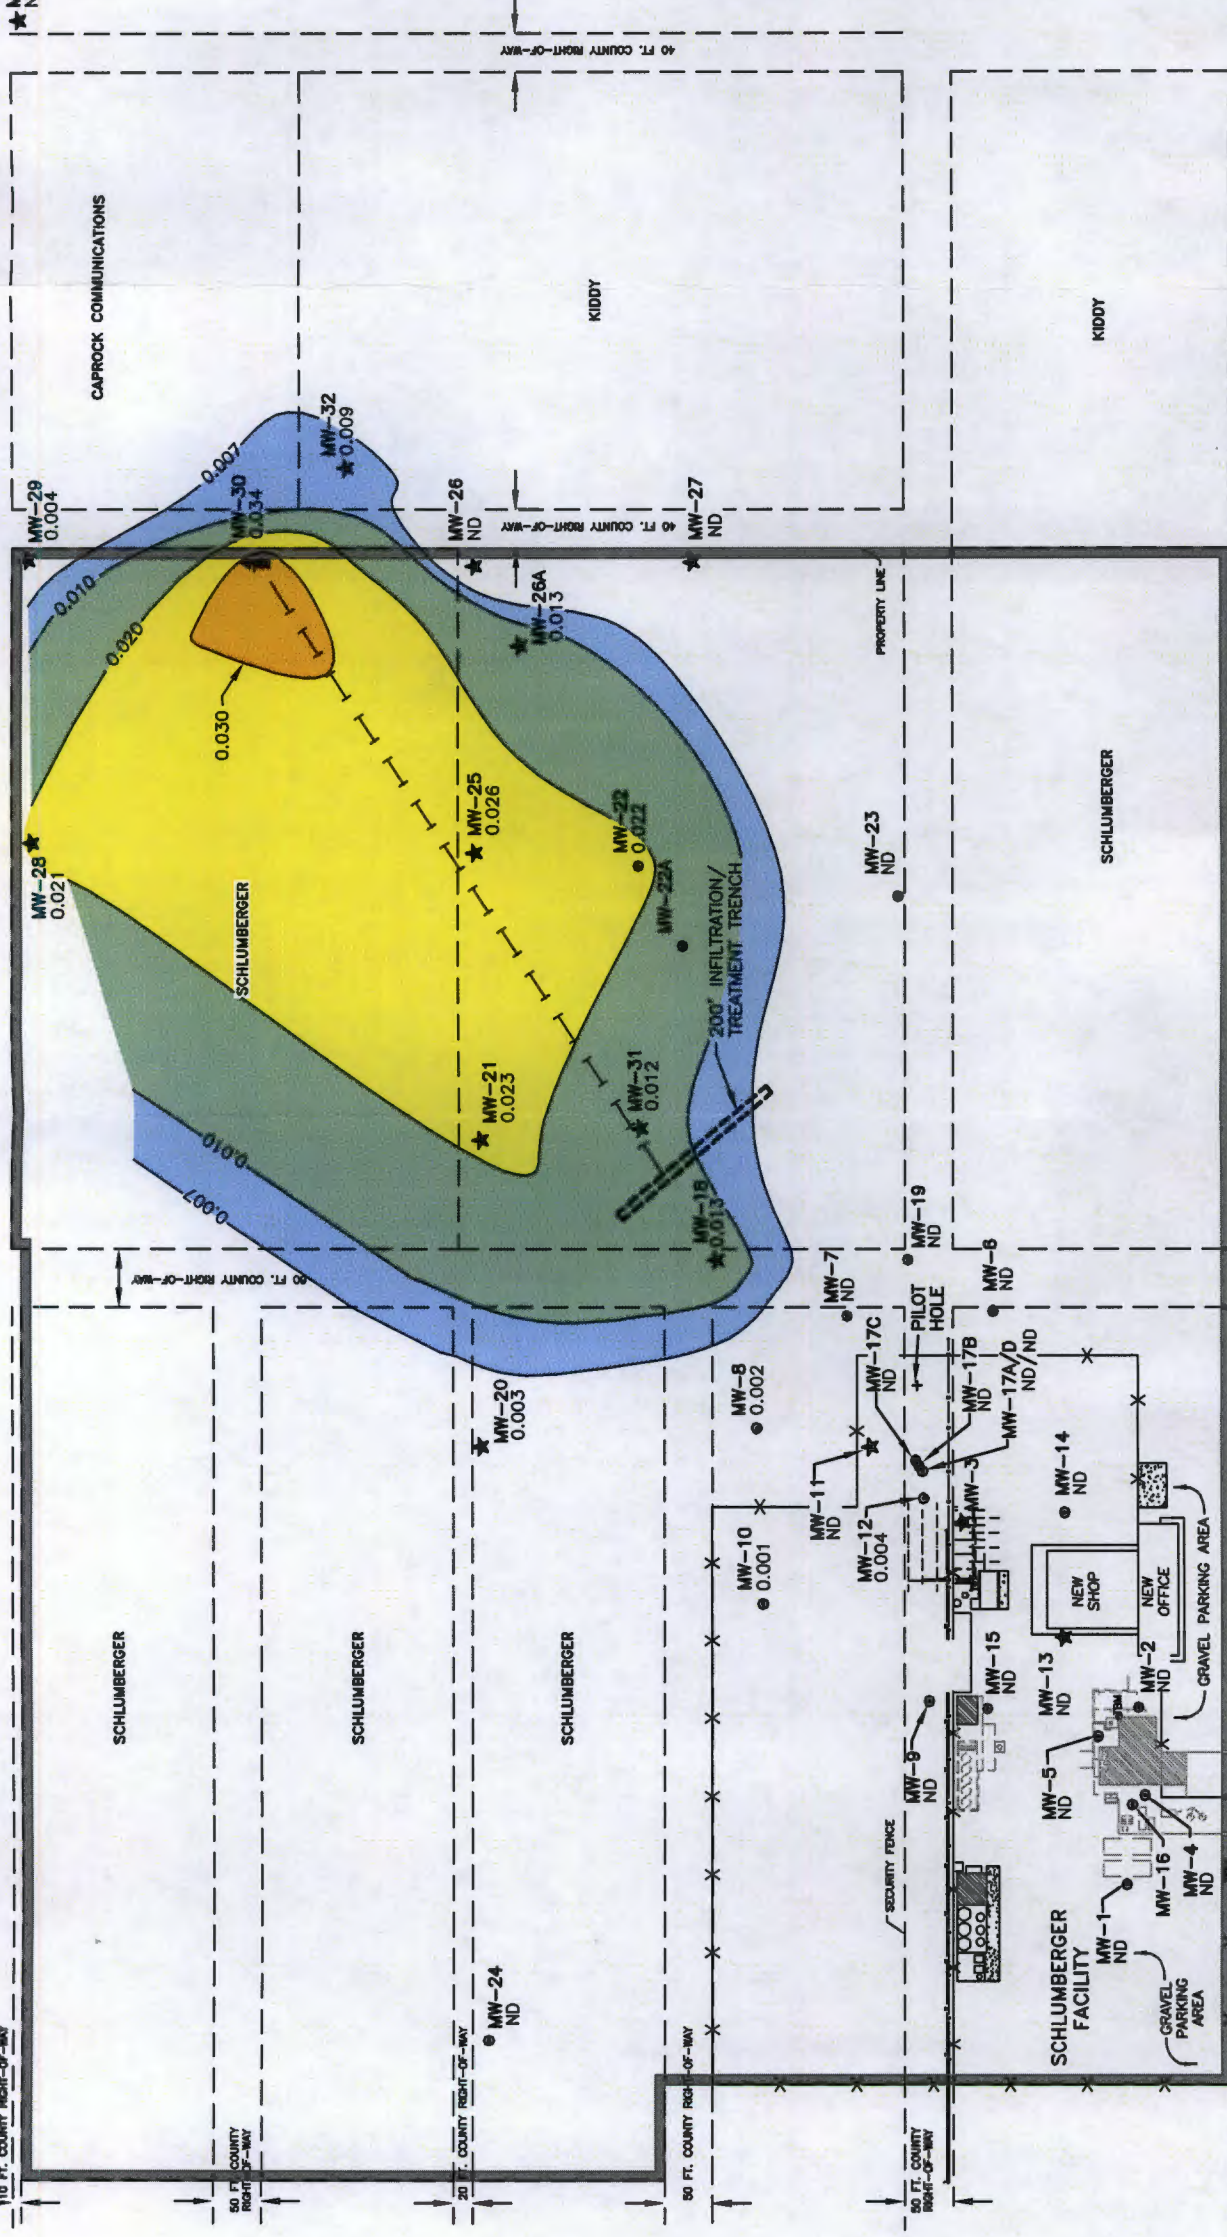 40 FT. COUNTY RIGHT-OF-WAY
CAPROCK COMMUNICATIONS
KIDDY
KIDDY
MW-29
0.004
0.007
MW-32
0.009
MW-30
0.034
MW-26
ND
40 FT. COUNTY RIGHT-OF-WAY
MW-27
ND
0.010
0.020
0.030
MW-26A
0.013
PROPERTY LINE
MW-28
0.021
SCHLUMBERGER
MW-25
0.026
MW-22
0.022
MW-22A
200' INFILTRATION/
TREATMENT TRENCH
MW-23
ND
SCHLUMBERGER
MW-21
0.023
MW-31
0.012
0.010
0.007
MW-18
0.013
60 FT. COUNTY RIGHT-OF-WAY
MW-19
ND
MW-7
ND
PILOT
HOLE
MW-6
ND
MW-20
0.003
MW-8
0.002
MW-17C
ND
MW-17B
ND
MW-17A/D
ND/ND
MW-11
ND
MW-12
0.004
MW-3
MW-14
ND
MW-10
0.001
NEW
SHOP
NEW
OFFICE
GRAVEL PARKING AREA
SCHLUMBERGER
SCHLUMBERGER
SCHLUMBERGER
MW-15
ND
MW-13
ND
MW-2
ND
TBM
MW-9
ND
MW-5
ND
SECURITY FENCE
MW-16
MW-4
ND
MW-1
ND
SCHLUMBERGER
FACILITY
GRAVEL
PARKING
AREA
MW-24
ND
110 FT. COUNTY RIGHT-OF-WAY
50 FT. COUNTY
RIGHT-OF-WAY
20 FT. COUNTY RIGHT-OF-WAY
50 FT. COUNTY RIGHT-OF-WAY
50 FT. COUNTY
RIGHT-OF-WAY